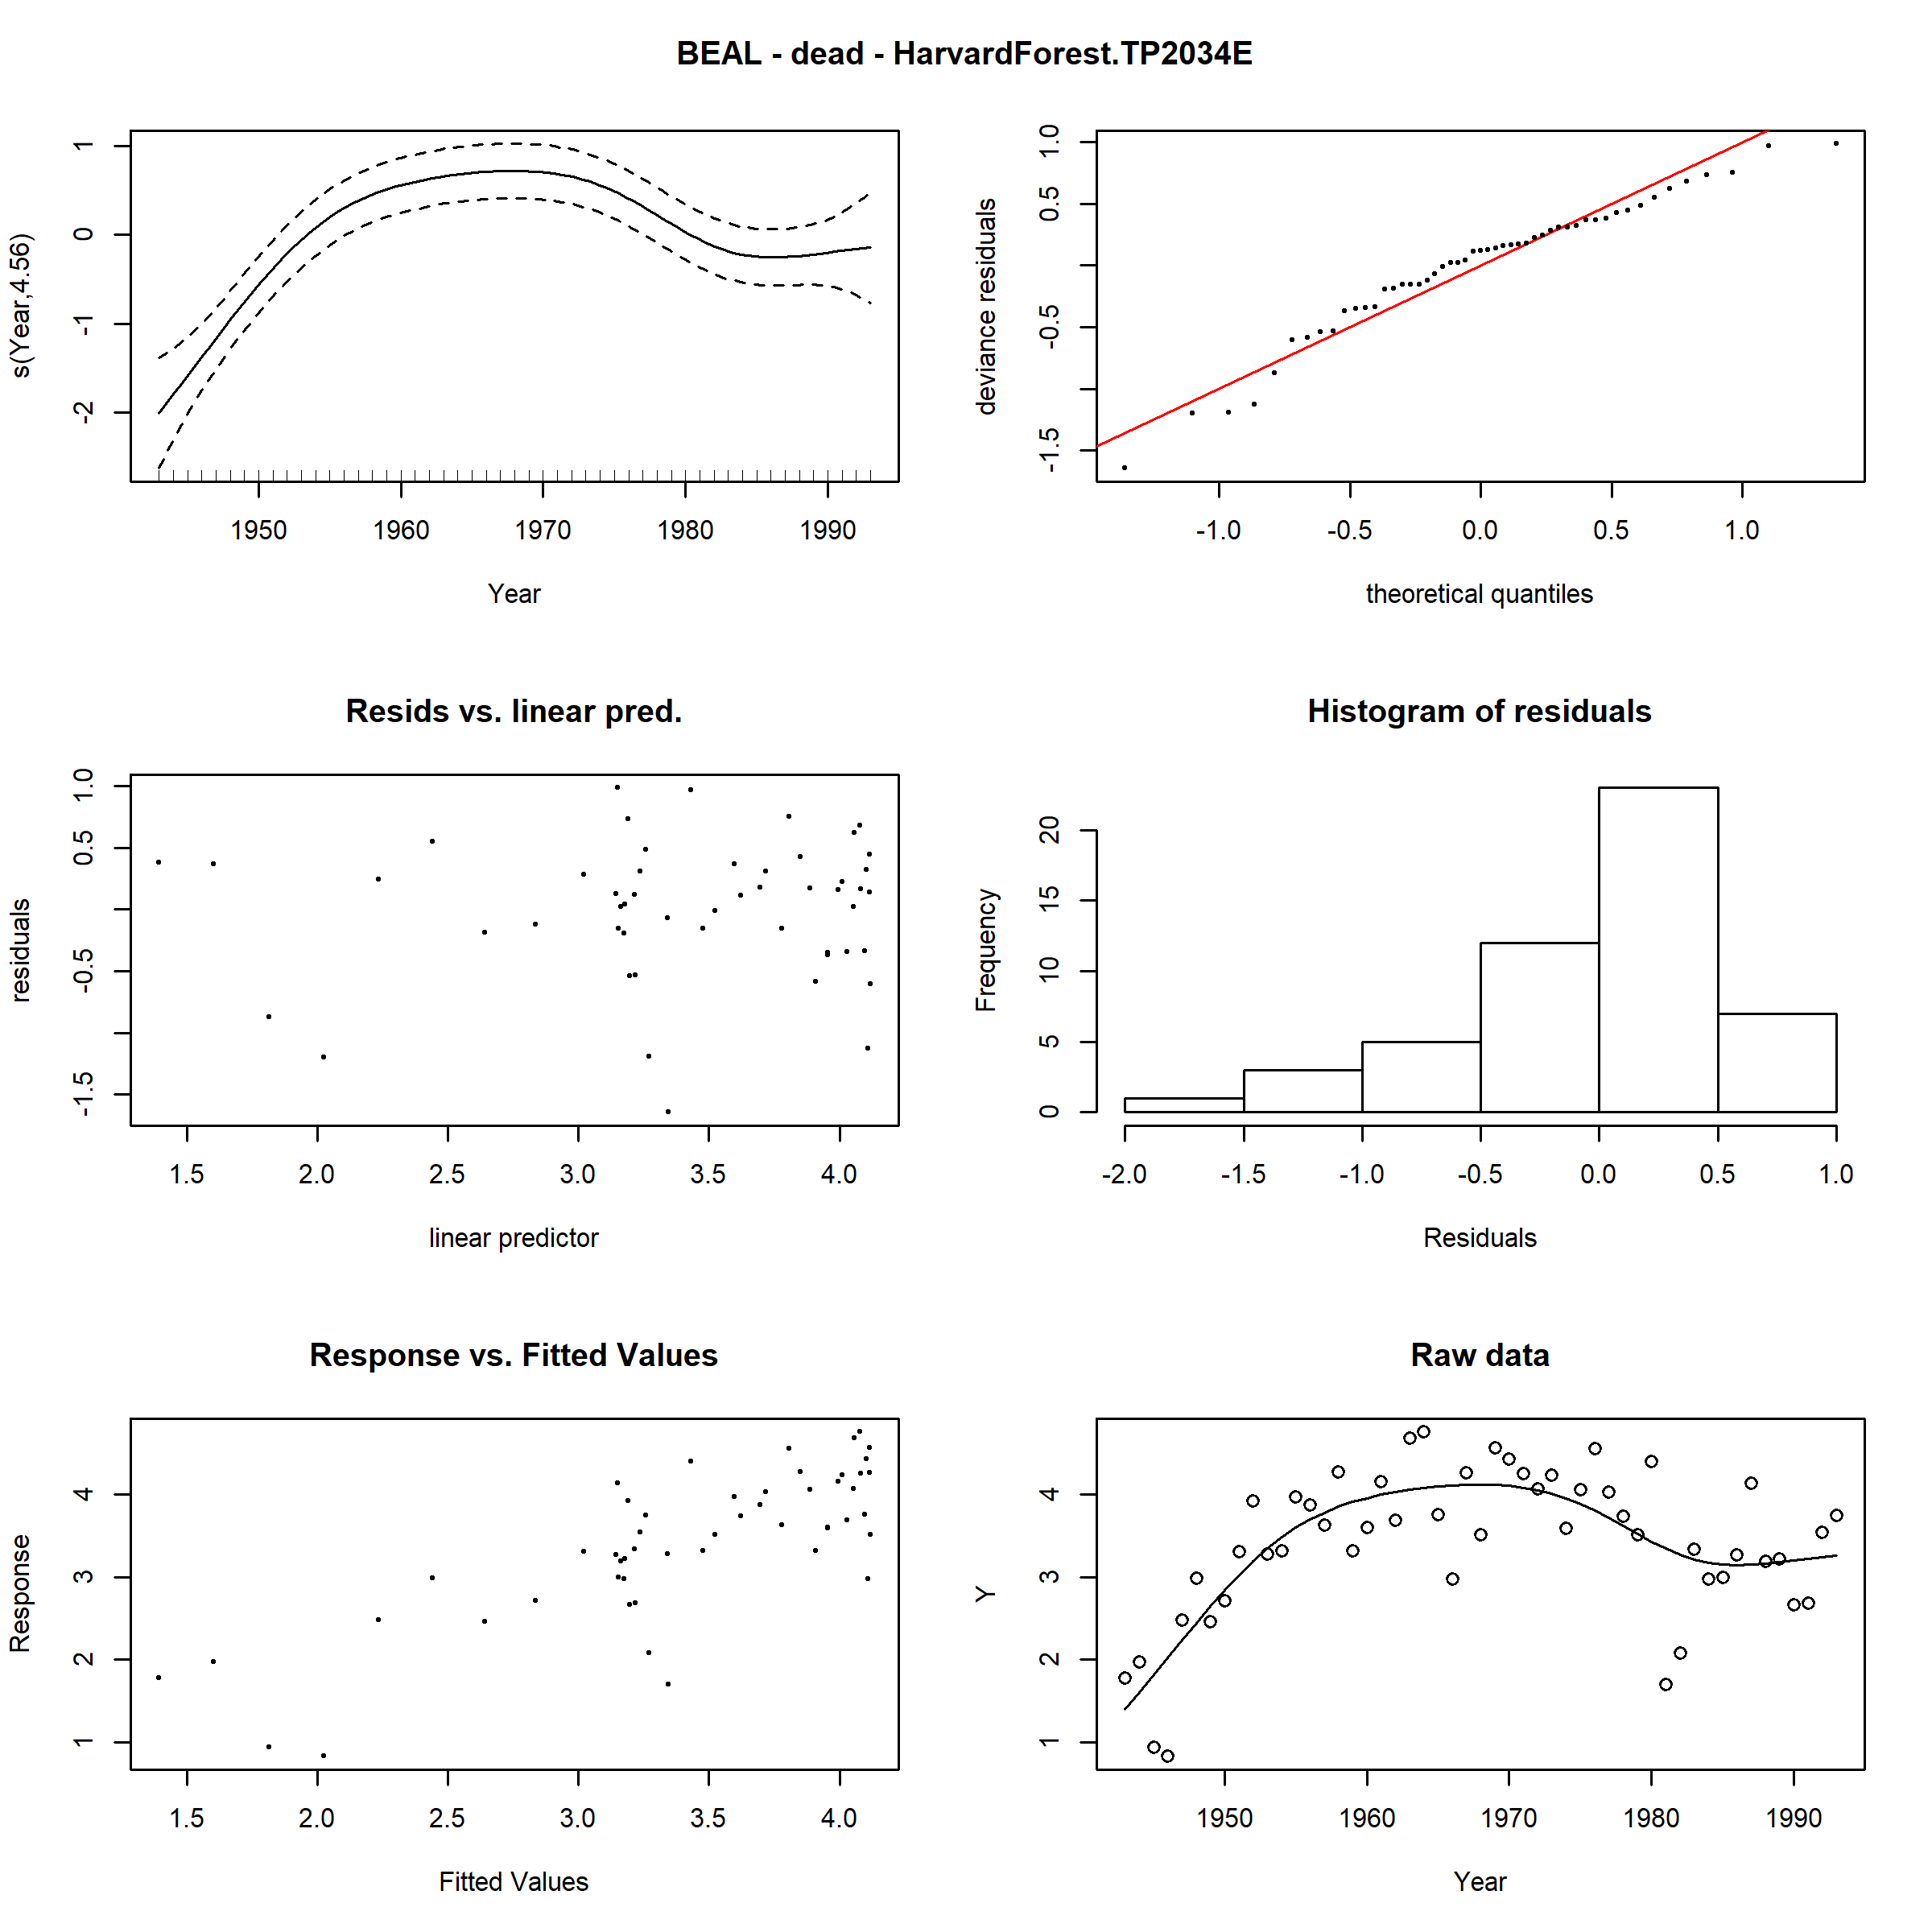 BEAL - dead - HarvardForest.TP2034E
s(Year,4.56)
1
0
-1
-2
1950 1960 1970 1980 1990
Year
deviance residuals
1.0
0.5
-0.5
-1.5
-1.0 -0.5 0.0 0.5 1.0
theoretical quantiles
Resids vs. linear pred.
residuals
1.0
0.5
-0.5
-1.5
1.5 2.0 2.5 3.0 3.5 4.0
linear predictor
Histogram of residuals
Frequency
20
15
10
5
0
-2.0 -1.5 -1.0 -0.5 0.0 0.5 1.0
Residuals
Response vs. Fitted Values
Response
4
3
2
1
1.5 2.0 2.5 3.0 3.5 4.0
Fitted Values
Raw data
Y
4
3
2
1
1950 1960 1970 1980 1990
Year